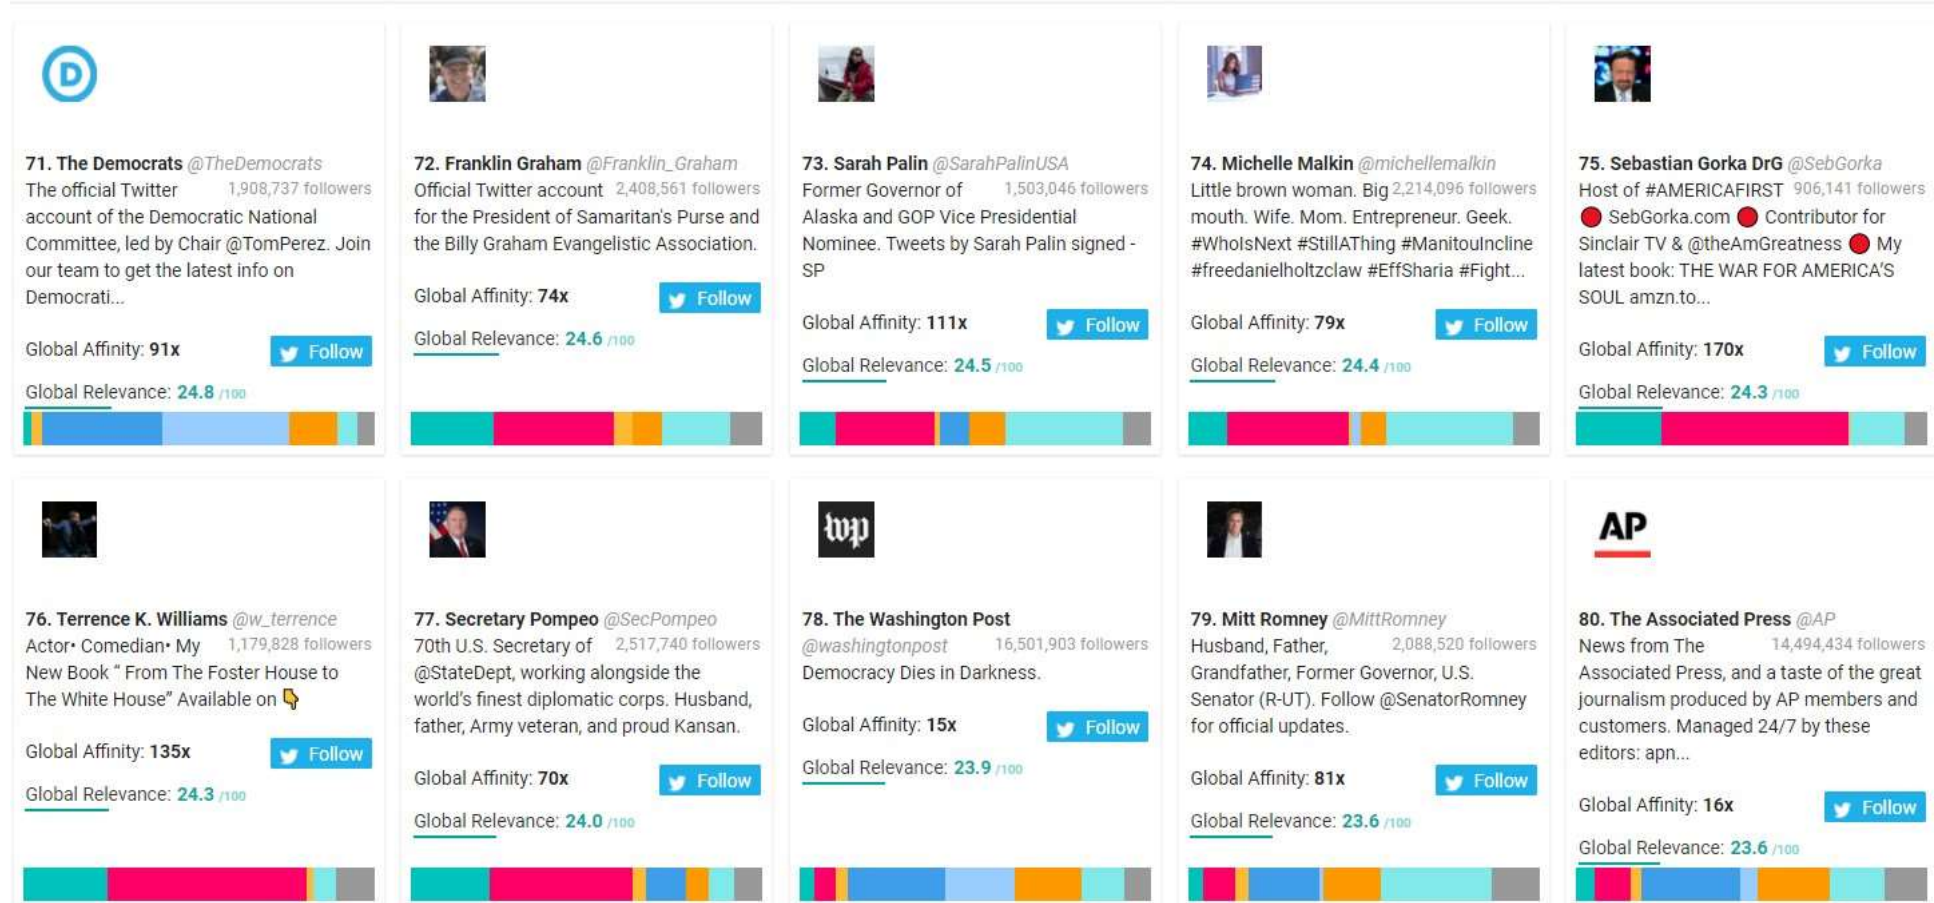 D
71. The Democrats @TheDemocrats
The official Twitter 1,908,737 followers
account of the Democratic National
Committee, led by Chair @TomPerez. Join
our team to get the latest info on
Democrati...
Global Affinity: 91x Follow
Global Relevance: 24.8 /100
72. Franklin Graham @Franklin_Graham
Official Twitter account 2,408,561 followers
for the President of Samaritan's Purse and
the Billy Graham Evangelistic Association.
Global Affinity: 74x Follow
Global Relevance: 24.6 /100
73. Sarah Palin @SarahPalinUSA
Former Governor of 1,503,046 followers
Alaska and GOP Vice Presidential
Nominee. Tweets by Sarah Palin signed -
SP
Global Affinity: 111x Follow
Global Relevance: 24.5 /100
74. Michelle Malkin @michellemalkin
Little brown woman. Big 2,214,096 followers
mouth. Wife. Mom. Entrepreneur. Geek.
#WhoIsNext #StillAThing #ManitouIncline
#freedanielholtzclaw #EffSharia #Fight...
Global Affinity: 79x Follow
Global Relevance: 24.4 /100
75. Sebastian Gorka DrG @SebGorka
Host of #AMERICAFIRST 906,141 followers
🔴 SebGorka.com 🔴 Contributor for
Sinclair TV & @theAmGreatness 🔴 My
latest book: THE WAR FOR AMERICA'S
SOUL amzn.to...
Global Affinity: 170x Follow
Global Relevance: 24.3 /100
76. Terrence K. Williams @w_terrence
Actor• Comedian• My 1,179,828 followers
New Book “ From The Foster House to
The White House” Available on 👇
Global Affinity: 135x Follow
Global Relevance: 24.3 /100
77. Secretary Pompeo @SecPompeo
70th U.S. Secretary of 2,517,740 followers
@StateDept, working alongside the
world's finest diplomatic corps. Husband,
father, Army veteran, and proud Kansan.
Global Affinity: 70x Follow
Global Relevance: 24.0 /100
wp
78. The Washington Post
@washingtonpost 16,501,903 followers
Democracy Dies in Darkness.
Global Affinity: 15x Follow
Global Relevance: 23.9 /100
79. Mitt Romney @MittRomney
Husband, Father, 2,088,520 followers
Grandfather, Former Governor, U.S.
Senator (R-UT). Follow @SenatorRomney
for official updates.
Global Affinity: 81x Follow
Global Relevance: 23.6 /100
AP
80. The Associated Press @AP
News from The 14,494,434 followers
Associated Press, and a taste of the great
journalism produced by AP members and
customers. Managed 24/7 by these
editors: apn...
Global Affinity: 16x Follow
Global Relevance: 23.6 /100